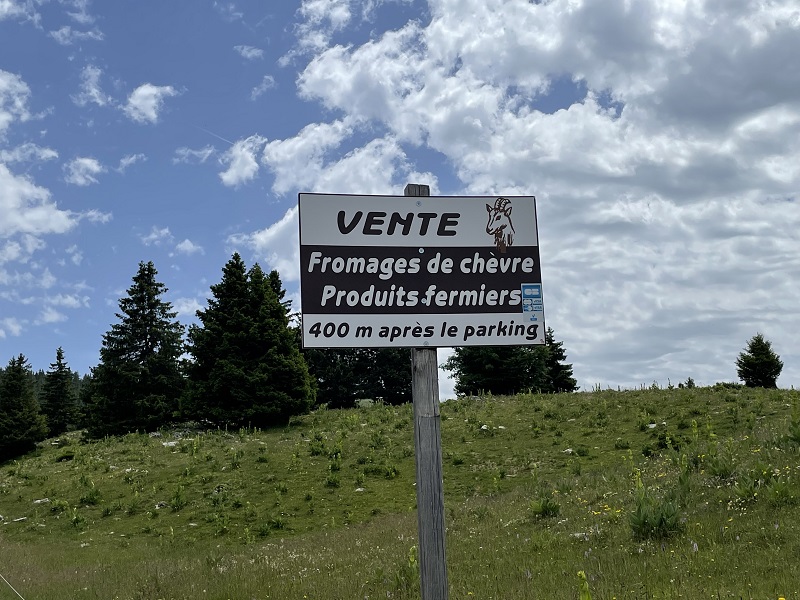 VENTE
Fromages de chèvre
Produits fermiers
400 m après le parking